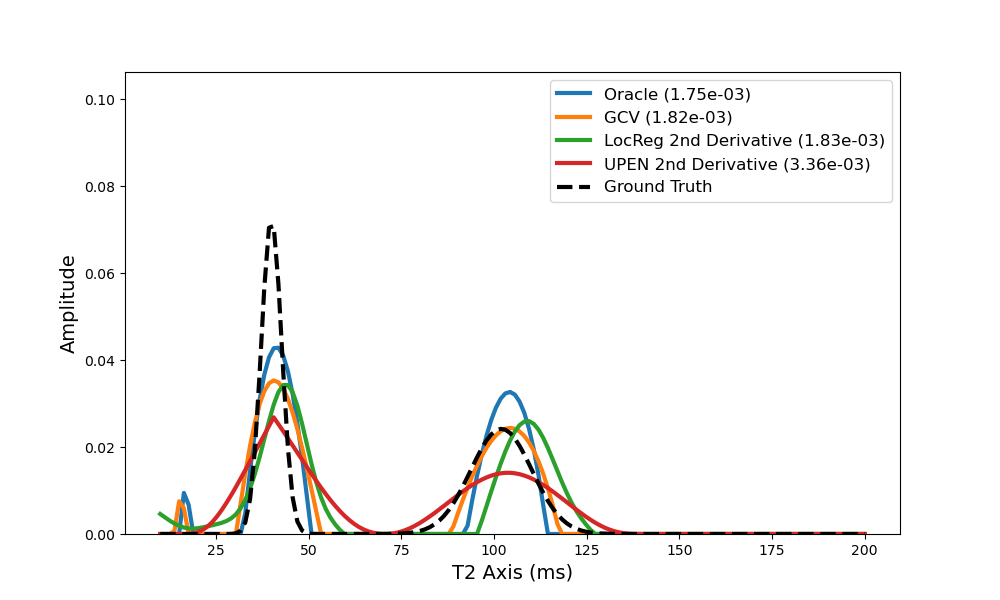 Oracle (1.75e-03)
GCV (1.82e-03)
LocReg 2nd Derivative (1.83e-03)
UPEN 2nd Derivative (3.36e-03)
Ground Truth
Amplitude
0.10
0.08
0.06
0.04
0.02
0.00
25 50 75 100 125 150 175 200
T2 Axis (ms)